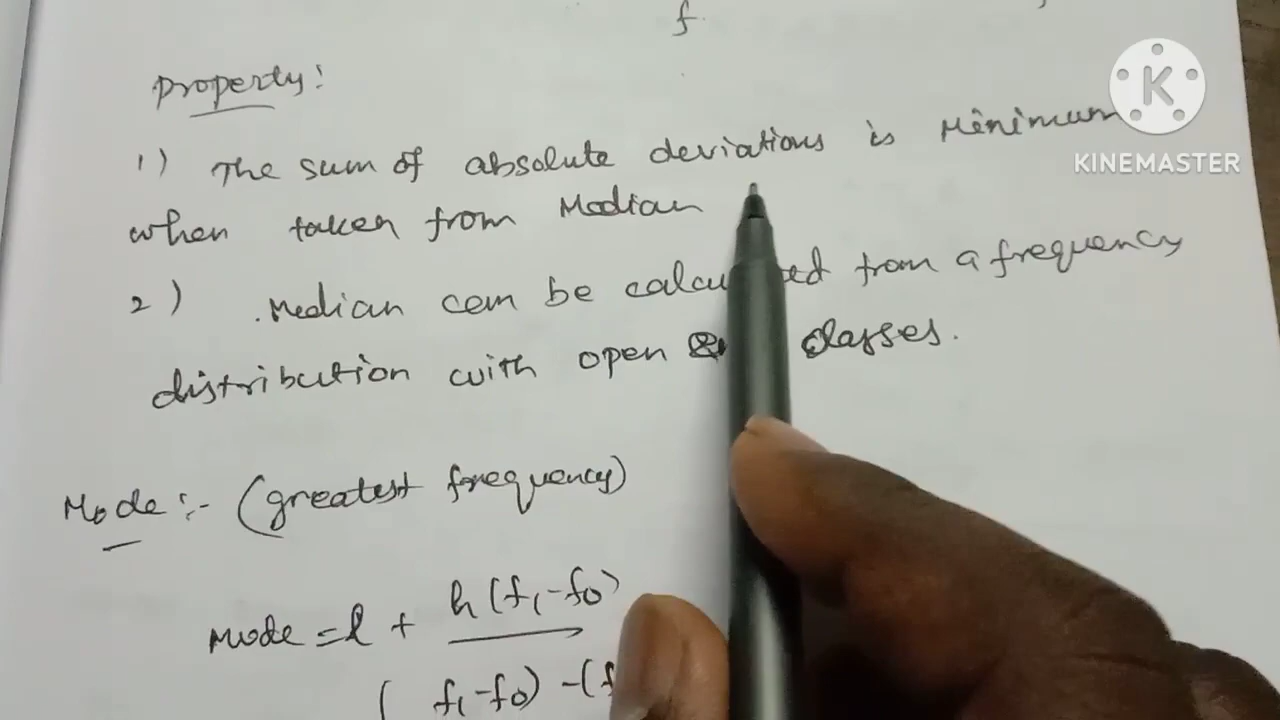 f
Property:
1) The sum of absolute deviations is Minimum
when taken from Median
2) Median can be calcu ed from a frequency
distribution with open classes.
Mode :- (greatest frequency)
Mode = l + h(f₁-f₀)
( f₁-f₀) -(f
K
KINEMASTER